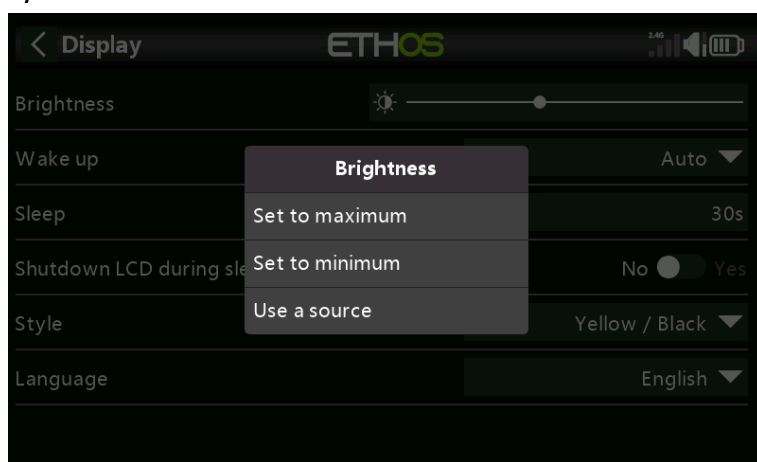 Display
ETHOS
2.4G
Brightness
Wake up
Auto
Brightness
Sleep
Set to maximum
30s
Shutdown LCD during sle
Set to minimum
No
Yes
Use a source
Style
Yellow / Black
Language
English